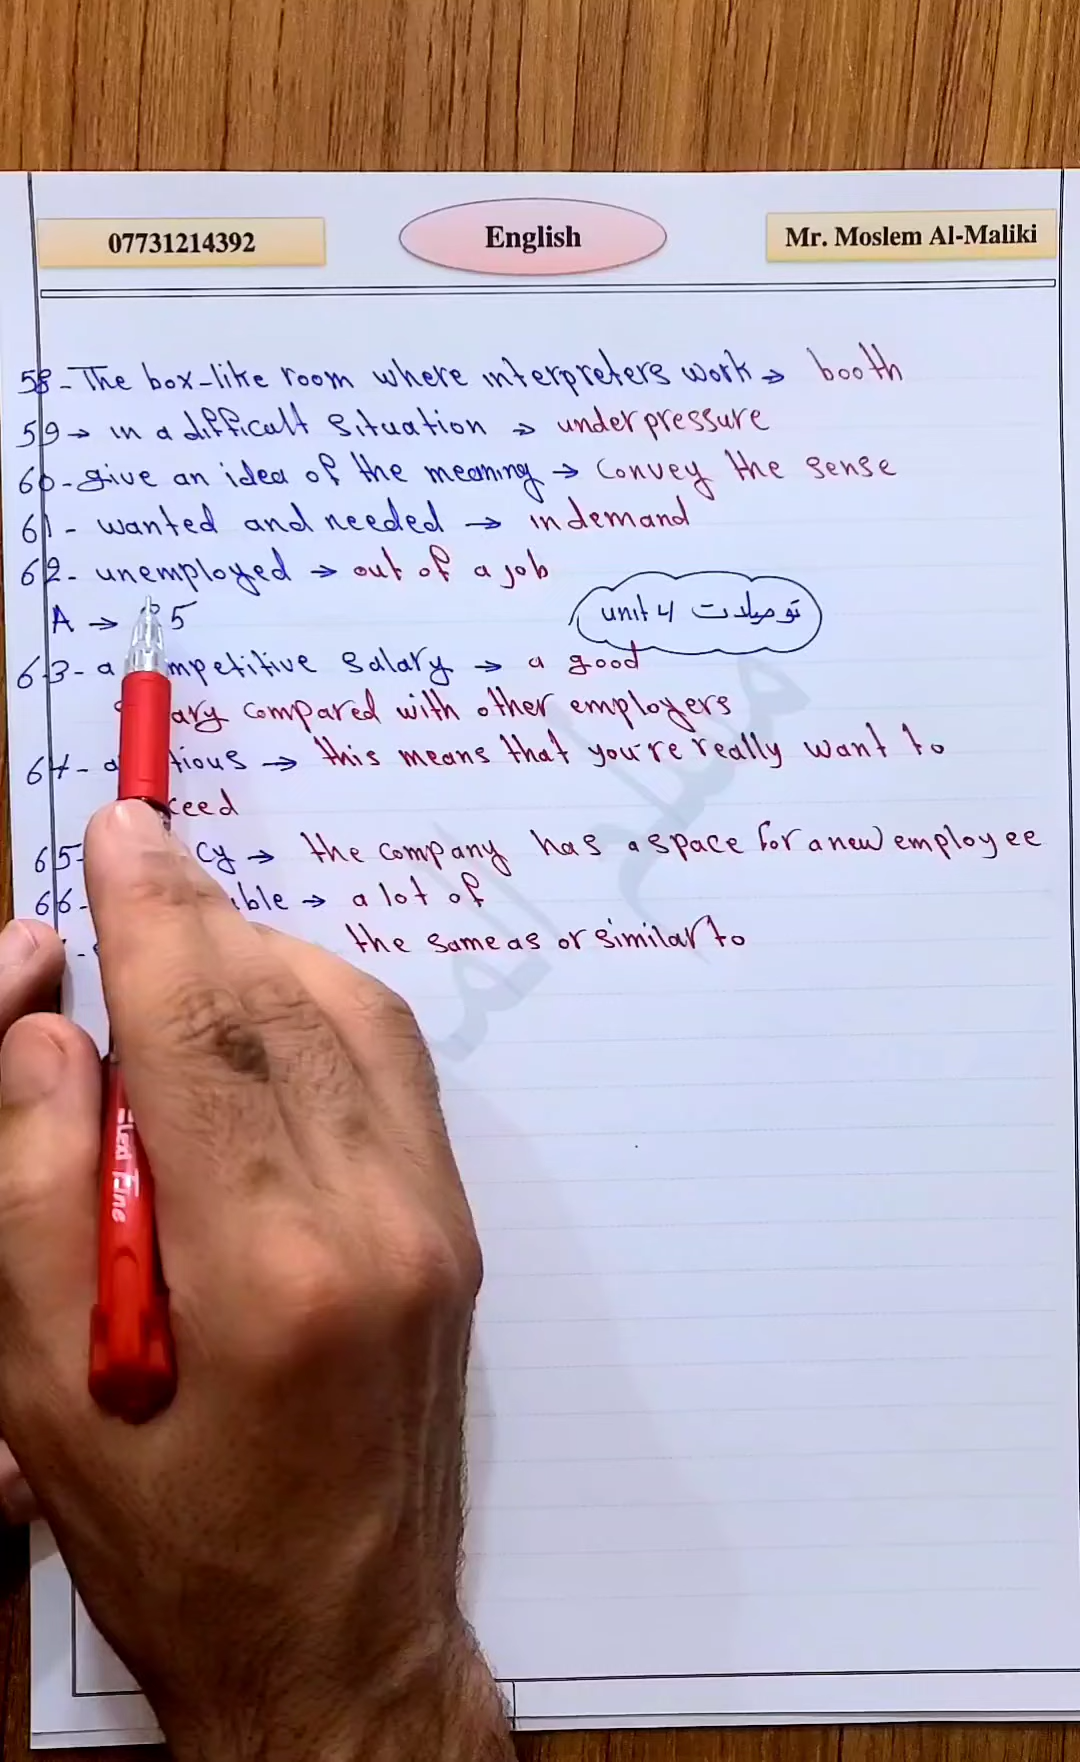 07731214392
English
Mr. Moslem Al-Maliki
58- The box-like room where interpreters work → booth
59 → in a difficalt situation → under pressure
60- give an idea of the meaning → convey the sense
61- wanted and needed → in demand
62- unemployed → out of a job
A → 5
unit 4 توصيلات
63- a mpetitive salary → a good
ary compared with other employers
64- a tious → this means that you're really want to
ceed
65- cy → the company has a space for a new employee
66- ble → a lot of
the same as or similar to